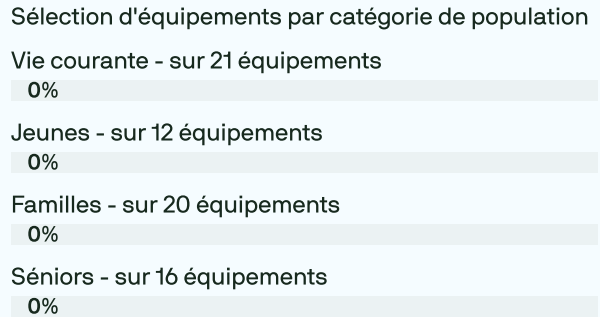 Sélection d'équipements par catégorie de population
Vie courante - sur 21 équipements
0%
Jeunes - sur 12 équipements
0%
Familles - sur 20 équipements
0%
Séniors - sur 16 équipements
0%